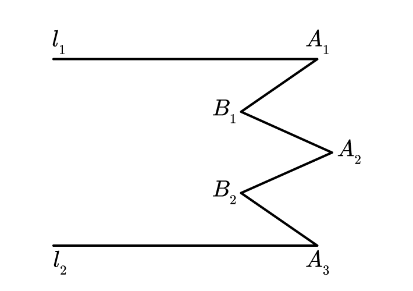 l₁ A₁
B₁
A₂
B₂
l₂ A₃